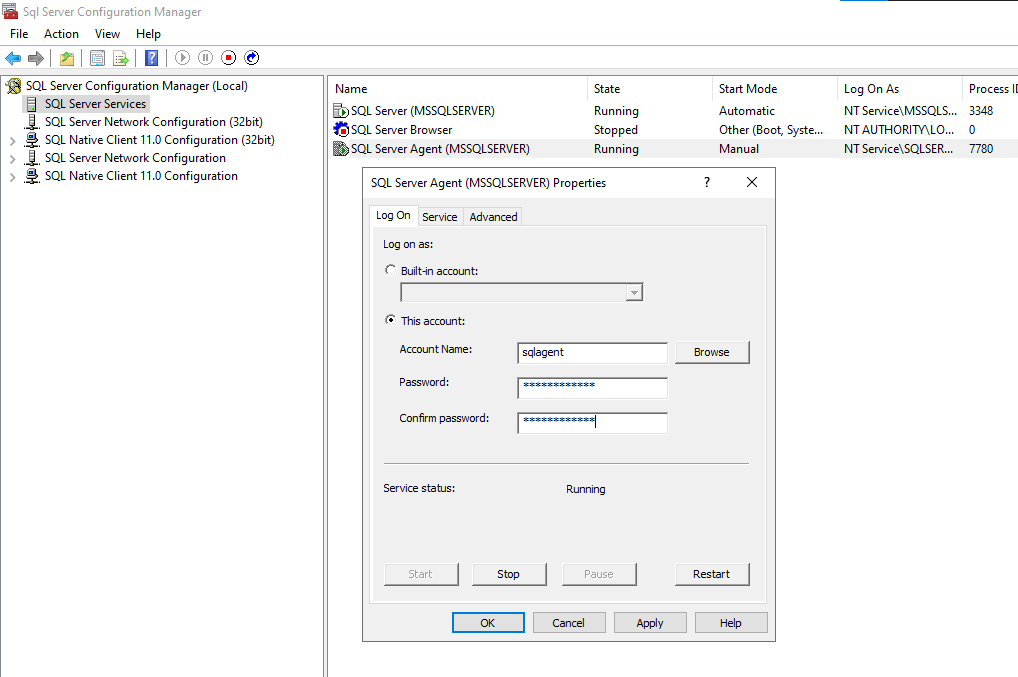 Sql Server Configuration Manager
File Action View Help
SQL Server Configuration Manager (Local)
SQL Server Services
SQL Server Network Configuration (32bit)
SQL Native Client 11.0 Configuration (32bit)
SQL Server Network Configuration
SQL Native Client 11.0 Configuration
Name State Start Mode Log On As Process ID
SQL Server (MSSQLSERVER) Running Automatic NT Service\MSSQLS... 3348
SQL Server Browser Stopped Other (Boot, Syste... NT AUTHORITY\LO... 0
SQL Server Agent (MSSQLSERVER) Running Manual NT Service\SQLSER... 7780
SQL Server Agent (MSSQLSERVER) Properties ?
Log On Service Advanced
Log on as:
Built-in account:
This account:
Account Name: sqlagent Browse
Password: ************
Confirm password: ************
Service status: Running
Start Stop Pause Restart
OK Cancel Apply Help